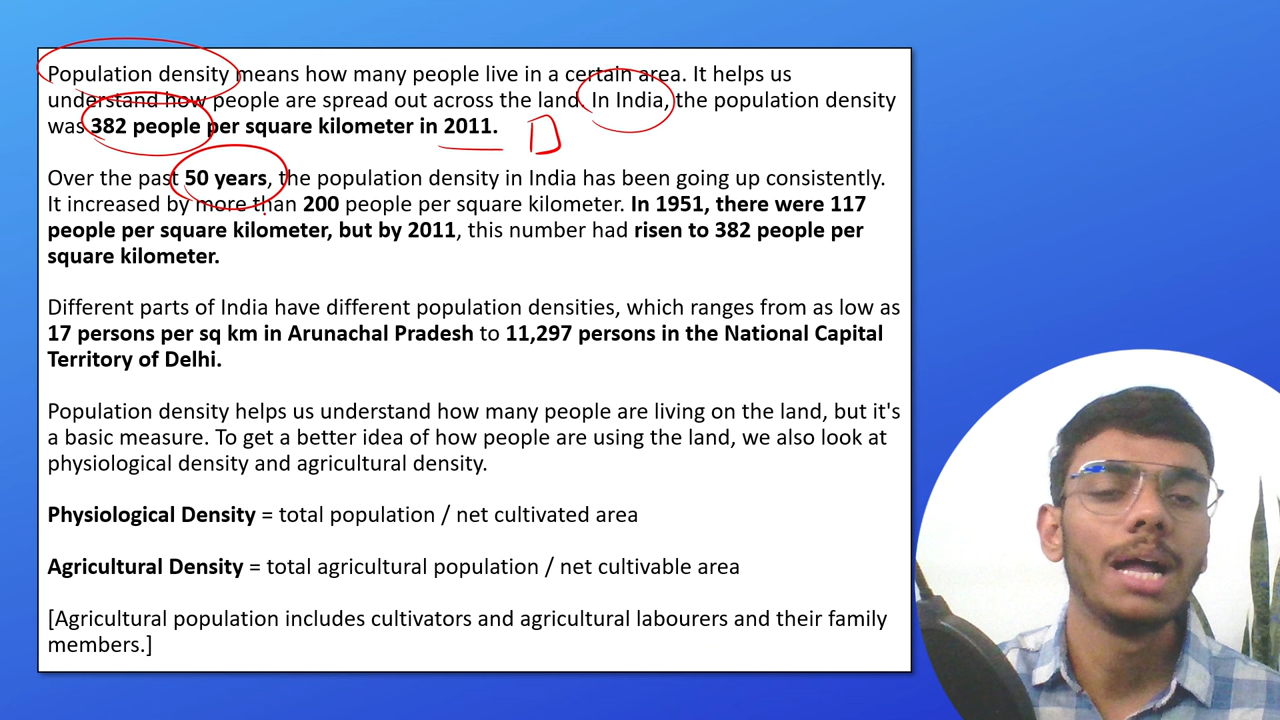 Population density means how many people live in a certain area. It helps us
understand how people are spread out across the land. In India, the population density
was 382 people per square kilometer in 2011.
D
Over the past 50 years, the population density in India has been going up consistently.
It increased by more than 200 people per square kilometer. In 1951, there were 117
people per square kilometer, but by 2011, this number had risen to 382 people per
square kilometer.
Different parts of India have different population densities, which ranges from as low as
17 persons per sq km in Arunachal Pradesh to 11,297 persons in the National Capital
Territory of Delhi.
Population density helps us understand how many people are living on the land, but it's
a basic measure. To get a better idea of how people are using the land, we also look at
physiological density and agricultural density.
Physiological Density = total population / net cultivated area
Agricultural Density = total agricultural population / net cultivable area
[Agricultural population includes cultivators and agricultural labourers and their family
members.]